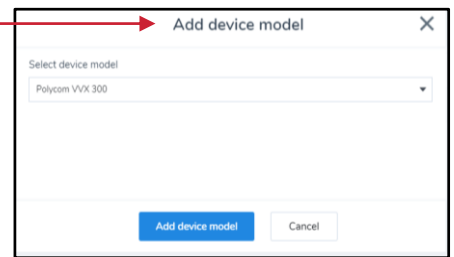 Add device model
Select device model
Polycom VVX 300
Add device model
Cancel